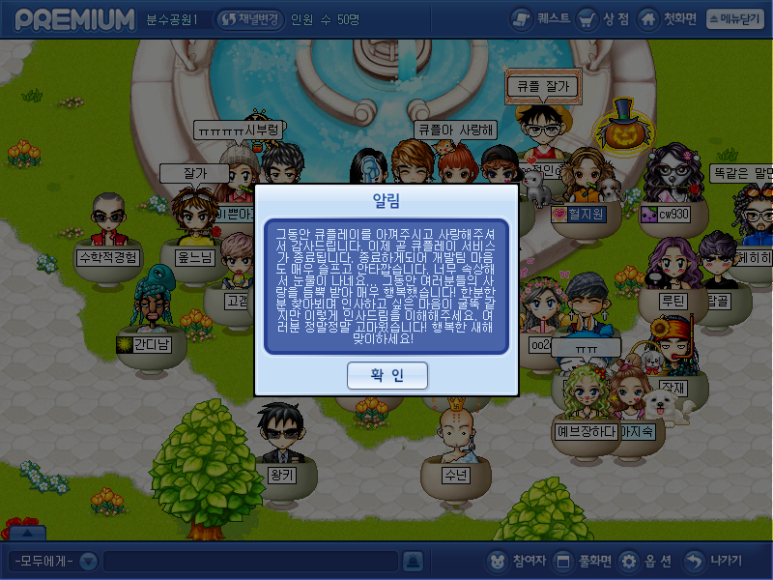 PREMIUM 분수공원1 채널변경 인원 수 50명 퀘스트 상 점 첫화면 메뉴닫기
큐플 잘가
ㅠㅠㅠㅠ시부렁
큐플아 사랑해
잘가
똑같은 말만
혈지원
cw930
수학적경험
옾느님
루틴
탑골
간디남
알림
그동안 큐플레이를 아껴주시고 사랑해주셔
서 감사드립니다. 이제 곧 큐플레이 서비스
가 종료됩니다. 종료하게되어 개발팀 마음
도 매우 슬프고 안타깝습니다. 너무 속상해
서 눈물이 나네요... 그동안 여러분들의 사
랑을 듬뿍 받아 매우 행복했습니다! 한분한
분 찾아뵈며 인사하고 싶은 마음이 굴뚝 같
지만 이렇게 인사드림을 이해해주세요. 여
러분 정말정말 고마웠습니다! 행복한 새해
맞이하세요!
확 인
ㅠㅠ
잔재
예브장하다
아지숙
왕키
수년
-모두에게- 참여자 풀화면 옵 션 나가기